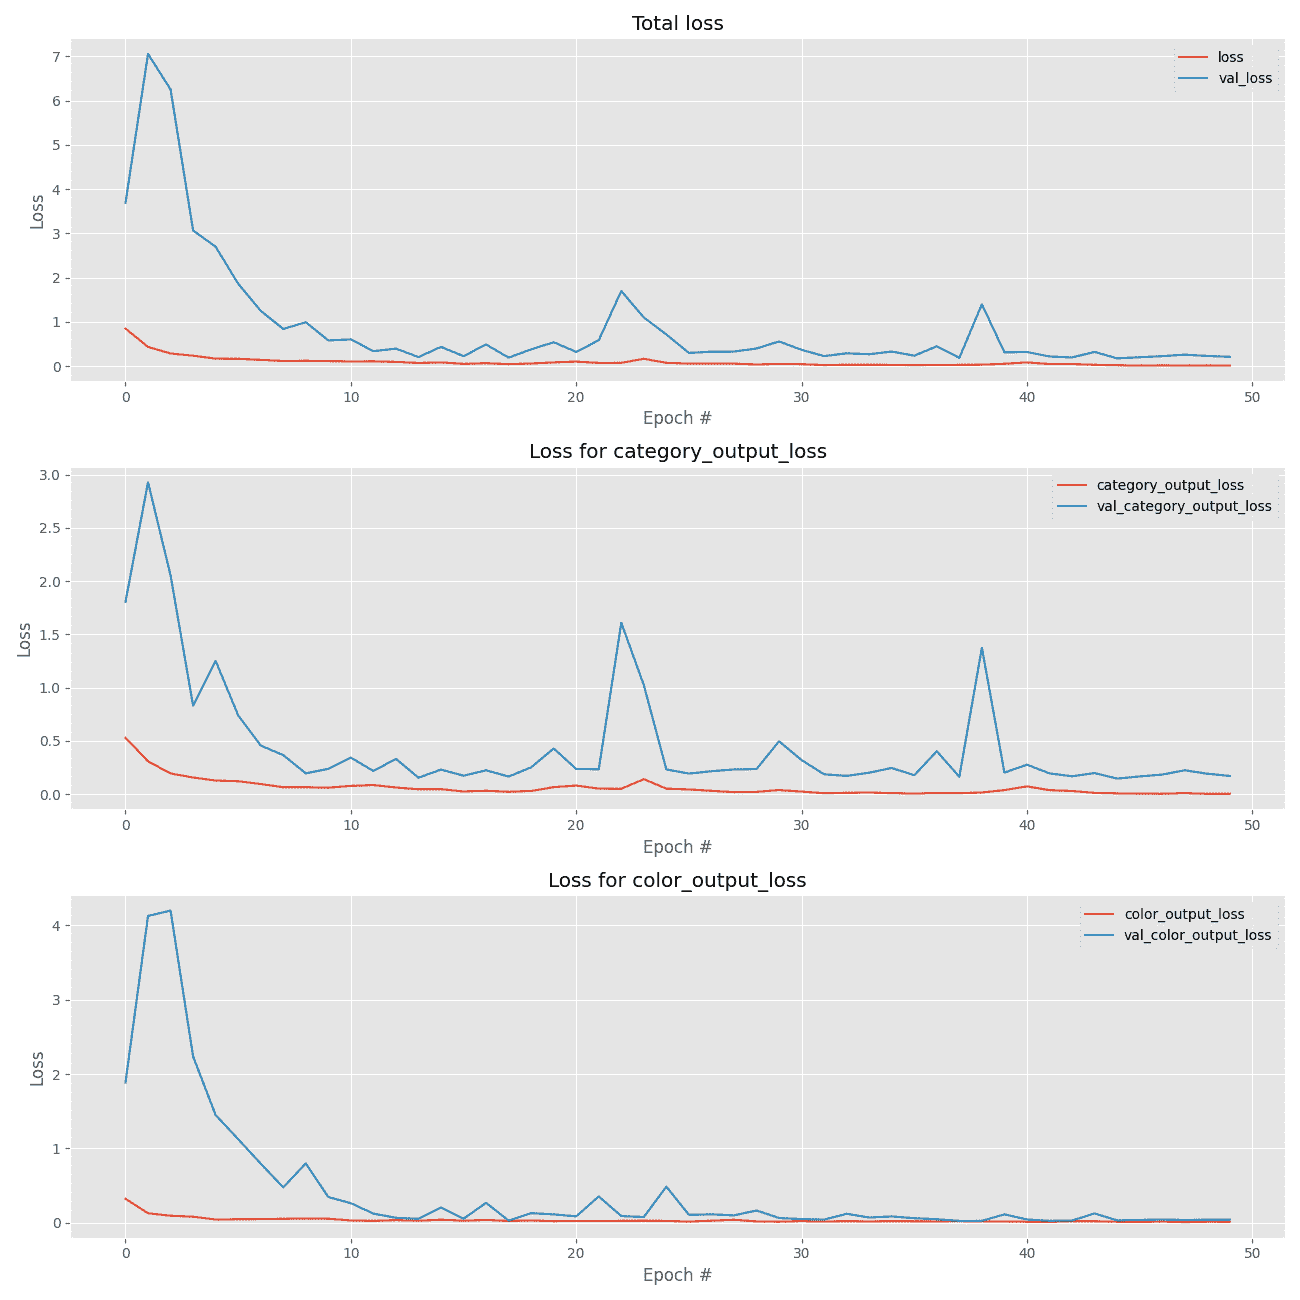 Total loss
7
6
5
4
3
2
1
0
Loss
loss
val_loss
0 10 20 30 40 50
Epoch #
Loss for category_output_loss
3.0
2.5
2.0
1.5
1.0
0.5
0.0
Loss
category_output_loss
val_category_output_loss
0 10 20 30 40 50
Epoch #
Loss for color_output_loss
4
3
2
1
0
Loss
color_output_loss
val_color_output_loss
0 10 20 30 40 50
Epoch #